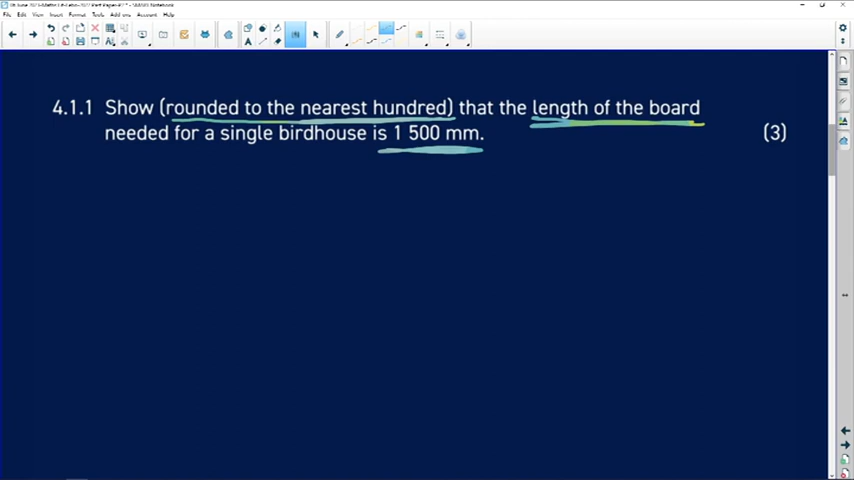 File Edit View Insert Format Tools Add-ons Account Help
4.1.1 Show (rounded to the nearest hundred) that the length of the board
needed for a single birdhouse is 1 500 mm.
(3)